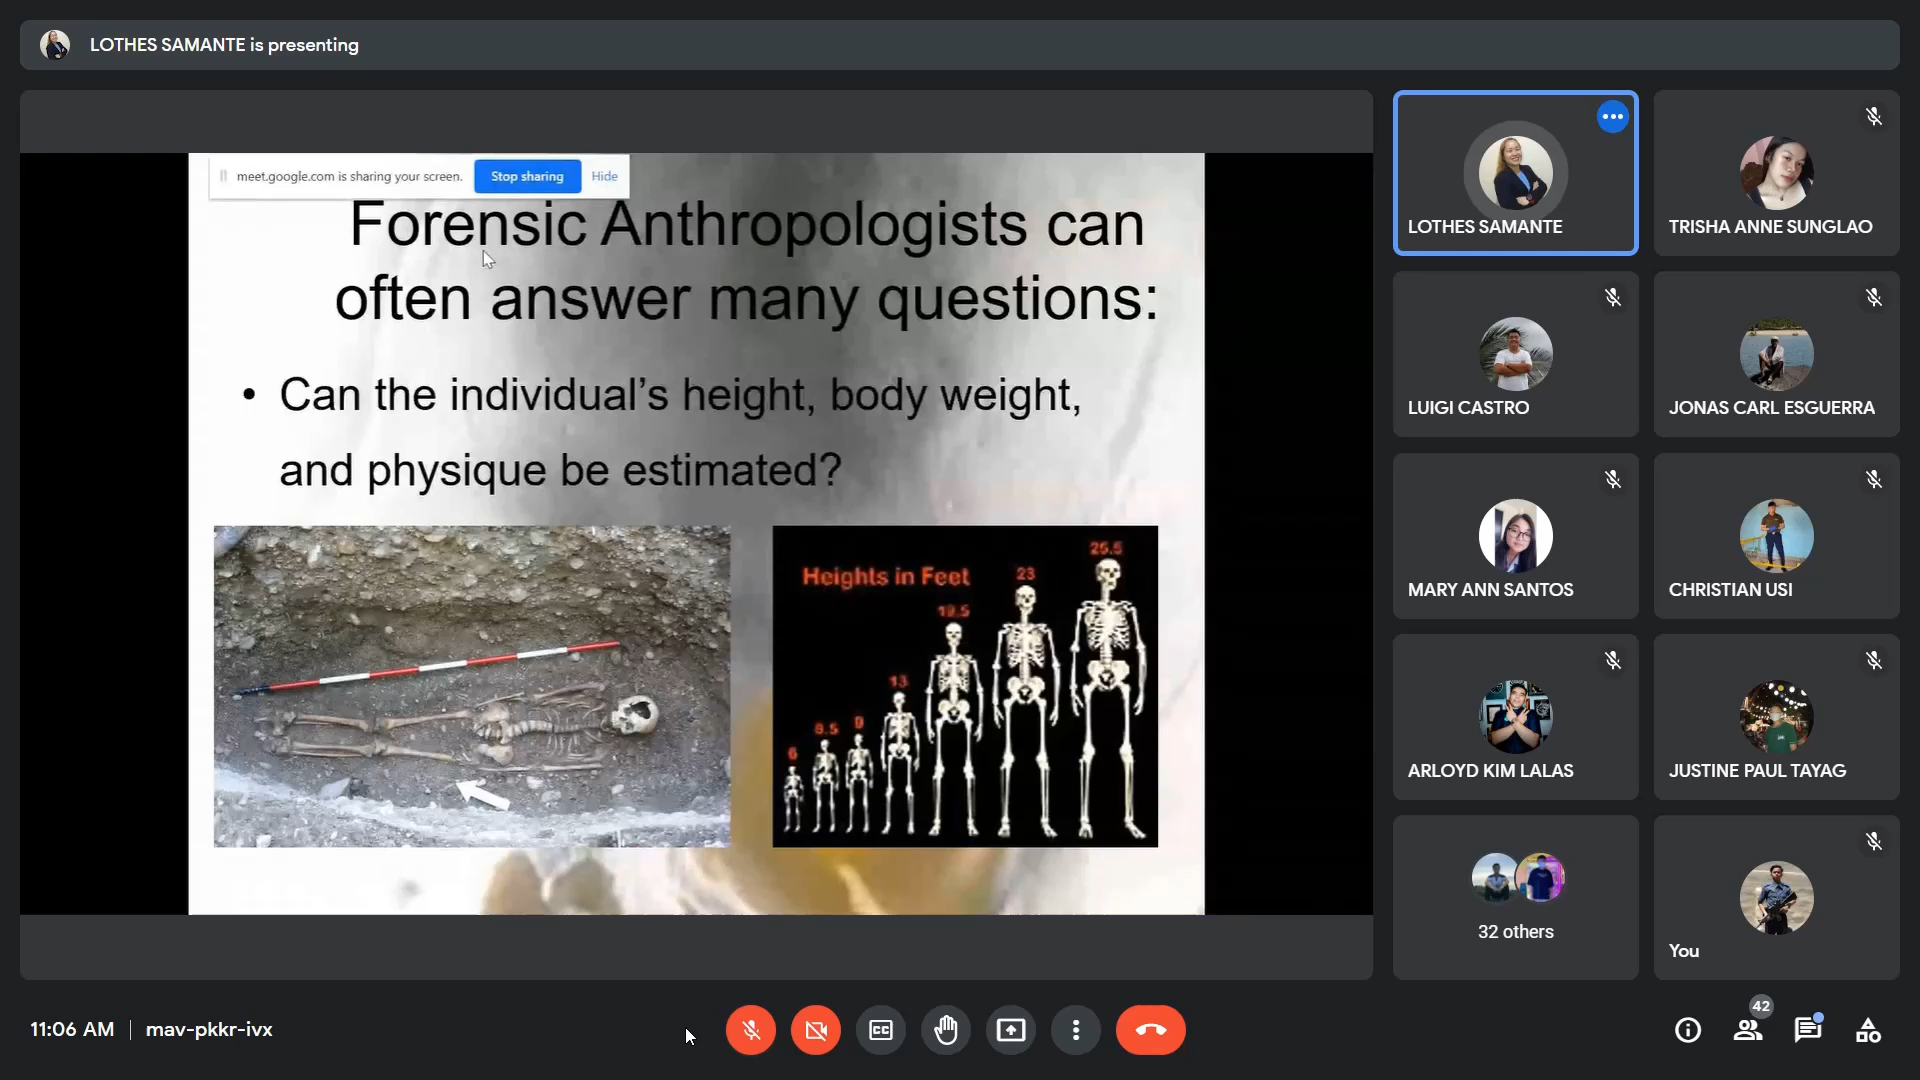 LOTHES SAMANTE is presenting
meet.google.com is sharing your screen. Stop sharing Hide
Forensic Anthropologists can
often answer many questions:
• Can the individual’s height, body weight,
and physique be estimated?
Heights in Feet
6
8.5
9
13
19.5
23
25.5
LOTHES SAMANTE
TRISHA ANNE SUNGLAO
LUIGI CASTRO
JONAS CARL ESGUERRA
MARY ANN SANTOS
CHRISTIAN USI
ARLOYD KIM LALAS
JUSTINE PAUL TAYAG
32 others
You
11:06 AM | mav-pkkr-ivx
CC
42